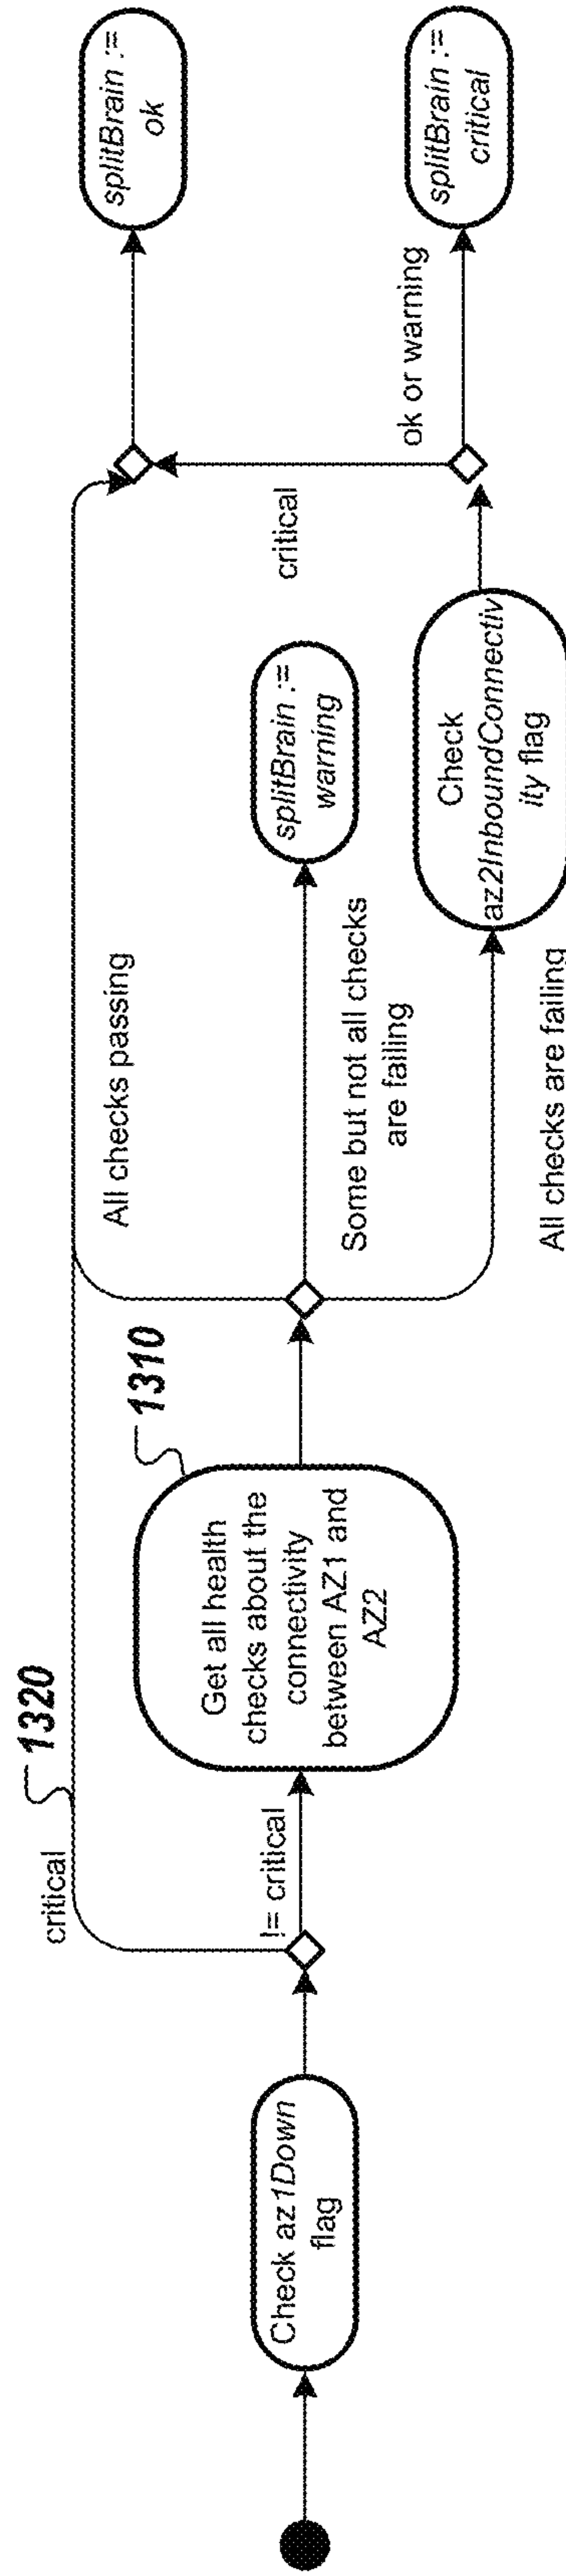 Check az1Down
flag
critical
1320
!= critical
Get all health
checks about the
connectivity
between AZ1 and
AZ2
1310
All checks passing
Some but not all checks
are failing
All checks are failing
splitBrain :=
warning
Check
az2InboundConnectiv
ity flag
critical
ok or warning
splitBrain :=
ok
splitBrain :=
critical